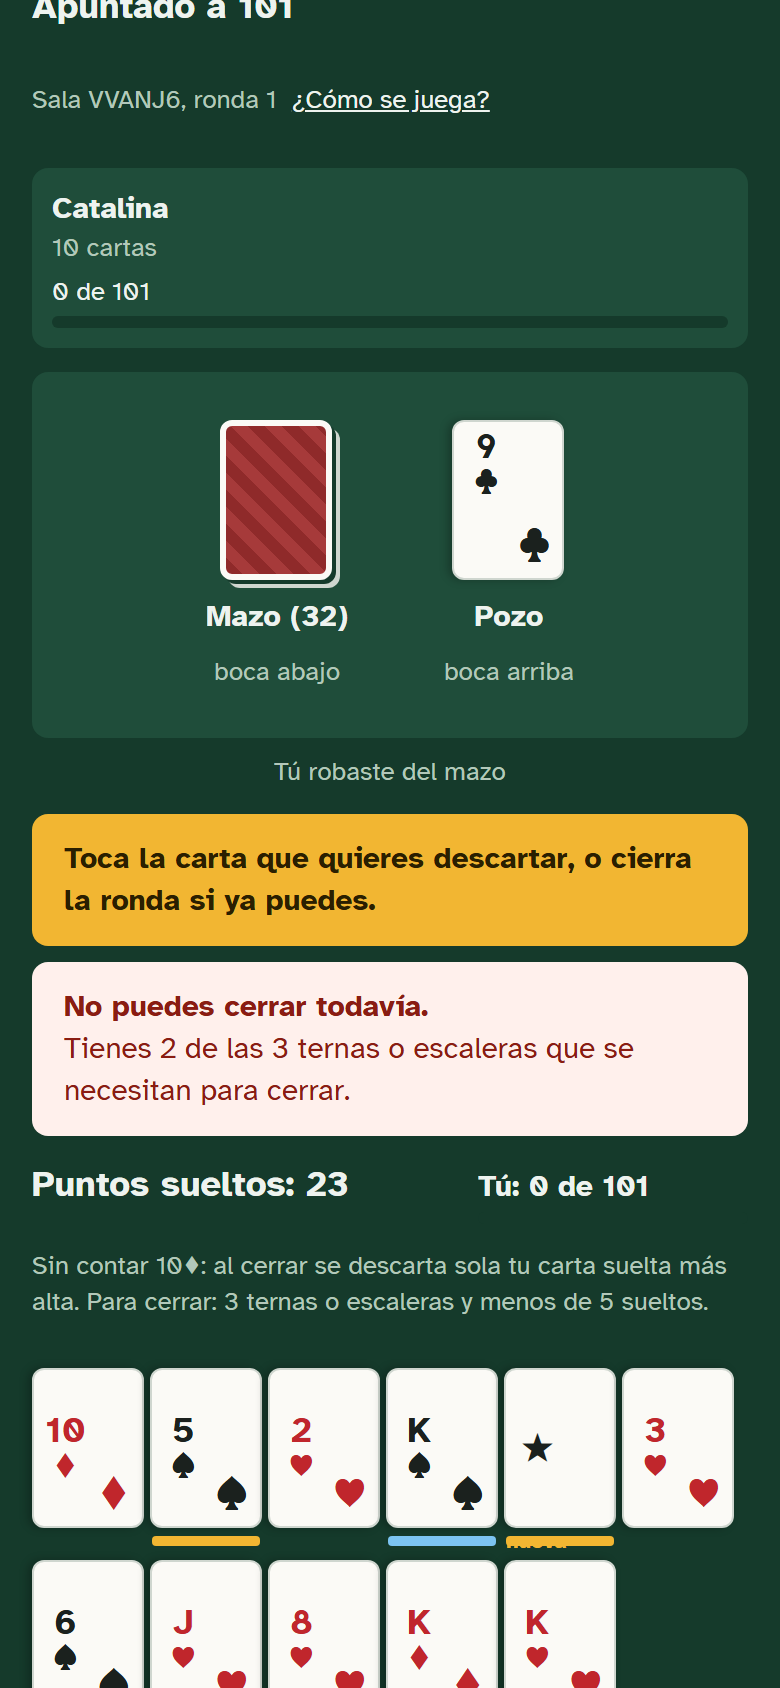 Apuntado a 101
Sala VVANJ6, ronda 1 ¿Cómo se juega?
Catalina
10 cartas
0 de 101
9
Mazo (32) Pozo
boca abajo boca arriba
Tú robaste del mazo
Toca la carta que quieres descartar, o cierra
la ronda si ya puedes.
No puedes cerrar todavía.
Tienes 2 de las 3 ternas o escaleras que se
necesitan para cerrar.
Puntos sueltos: 23 Tú: 0 de 101
Sin contar 10♦: al cerrar se descarta sola tu carta suelta más
alta. Para cerrar: 3 ternas o escaleras y menos de 5 sueltos.
10 5 2 K 3
6 J 8 K K